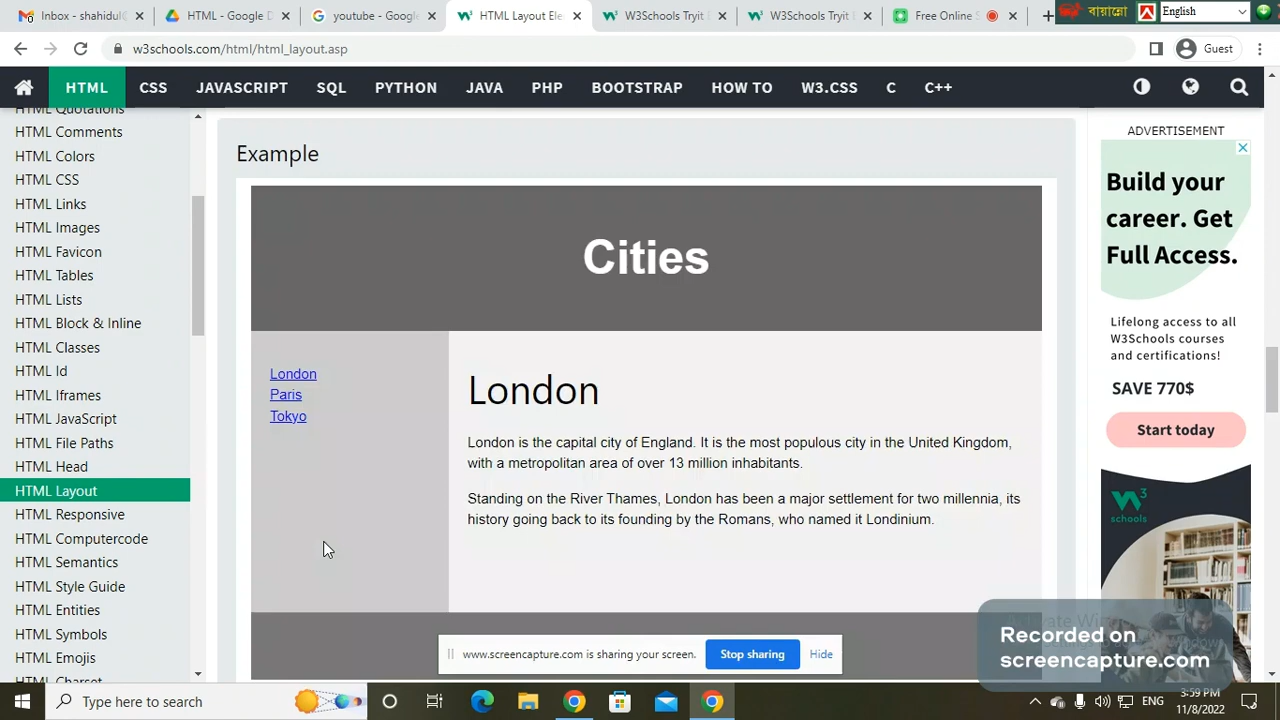 Inbox - shahidul
HTML - Google D
youtube
HTML Layout Ele
W3Schools Tryit
W3Schools Tryit
Free Online S
বায়ান্নো
English
w3schools.com/html/html_layout.asp
Guest
HTML CSS JAVASCRIPT SQL PYTHON JAVA PHP BOOTSTRAP HOW TO W3.CSS C C++
HTML Quotations
HTML Comments
HTML Colors
HTML CSS
HTML Links
HTML Images
HTML Favicon
HTML Tables
HTML Lists
HTML Block & Inline
HTML Classes
HTML Id
HTML Iframes
HTML JavaScript
HTML File Paths
HTML Head
HTML Layout
HTML Responsive
HTML Computercode
HTML Semantics
HTML Style Guide
HTML Entities
HTML Symbols
HTML Emojis
HTML Charset
Example
Cities
London
Paris
Tokyo
London
London is the capital city of England. It is the most populous city in the United Kingdom,
with a metropolitan area of over 13 million inhabitants.
Standing on the River Thames, London has been a major settlement for two millennia, its
history going back to its founding by the Romans, who named it Londinium.
ADVERTISEMENT
Build your
career. Get
Full Access.
Lifelong access to all
W3Schools courses
and certifications!
SAVE 770$
Start today
W3
schools
www.screencapture.com is sharing your screen.
Stop sharing
Hide
Recorded on
screencapture.com
Type here to search
ENG
3:59 PM
11/8/2022